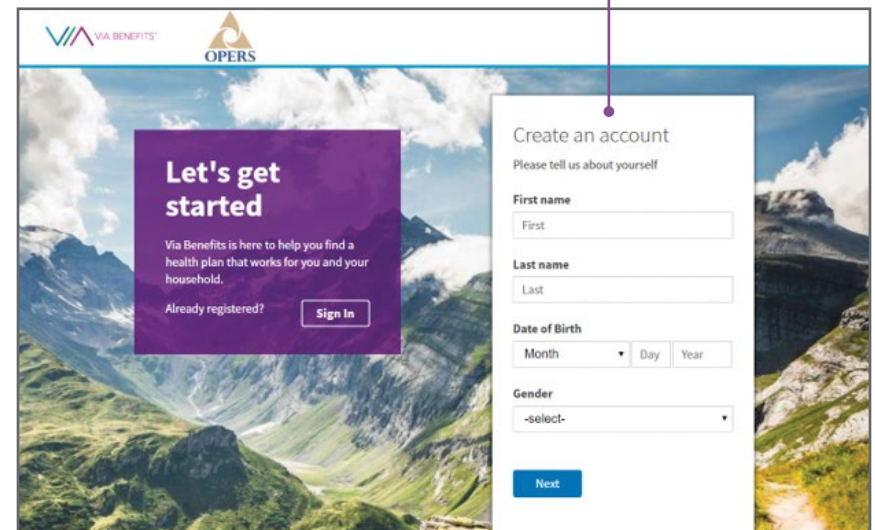 VIA BENEFITS
OPERS
Let's get
started
Via Benefits is here to help you find a
health plan that works for you and your
household.
Already registered?
Sign In
Create an account
Please tell us about yourself
First name
First
Last name
Last
Date of Birth
Month Day Year
Gender
-select-
Next